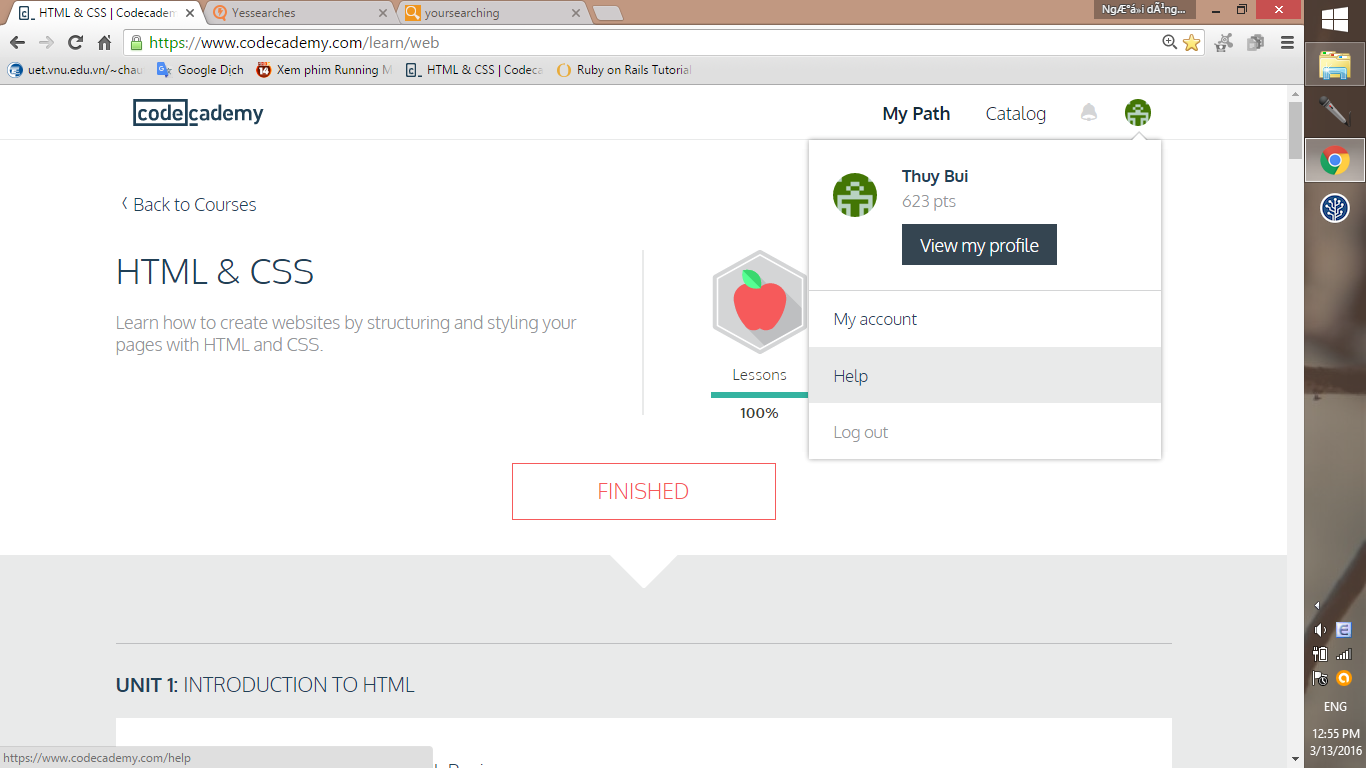 HTML & CSS | Codecadem
Yessearches
yoursearching
NgÆ°á»i dÃ¹ng...
https://www.codecademy.com/learn/web
uet.vnu.edu.vn/~chau
Google Dịch
Xem phim Running M
HTML & CSS | Codeca
Ruby on Rails Tutorial
codecademy
My Path
Catalog
Thuy Bui
623 pts
View my profile
My account
Help
Log out
‹ Back to Courses
HTML & CSS
Learn how to create websites by structuring and styling your
pages with HTML and CSS.
Lessons
100%
FINISHED
UNIT 1: INTRODUCTION TO HTML
https://www.codecademy.com/help
ENG
12:55 PM
3/13/2016